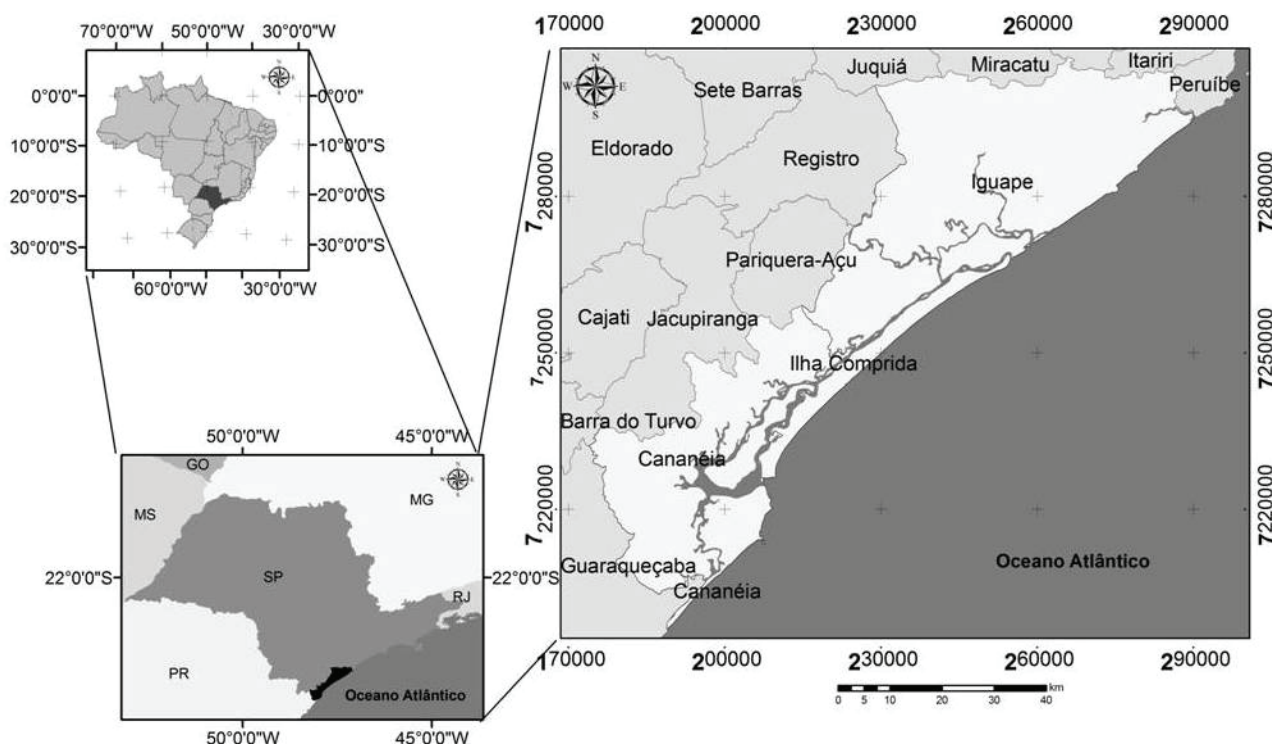 70°0'0"W 50°0'0"W 30°0'0"W
W N E S
0°0'0" 0°0'0"
10°0'0"S 10°0'0"S
20°0'0"S 20°0'0"S
30°0'0"S 30°0'0"S
60°0'0"W 30°0'0"W
50°0'0"W 45°0'0"W
GO
W N E S
MS
MG
SP
22°0'0"S 22°0'0"S
RJ
PR
Oceano Atlântico
50°0'0"W 45°0'0"W
170000 200000 230000 260000 290000
N
W E
S
Juquiá
Miracatu
Itariri
Peruíbe
Sete Barras
Eldorado
Registro
Iguape
7280000 7280000
Pariquera-Açu
Cajati
Jacupiranga
7250000 7250000
Ilha Comprida
Barra do Turvo
Cananéia
7220000 7220000
Guaraqueçaba
Cananéia
Oceano Atlântico
170000 200000 230000 260000 290000
km
0 5 10 20 30 40